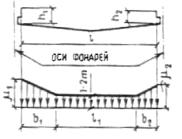 h₁ h₂
l
ОСИ ФОНАРЕЙ
μ₁ 1·2m μ₂
b₁ l₁ b₂